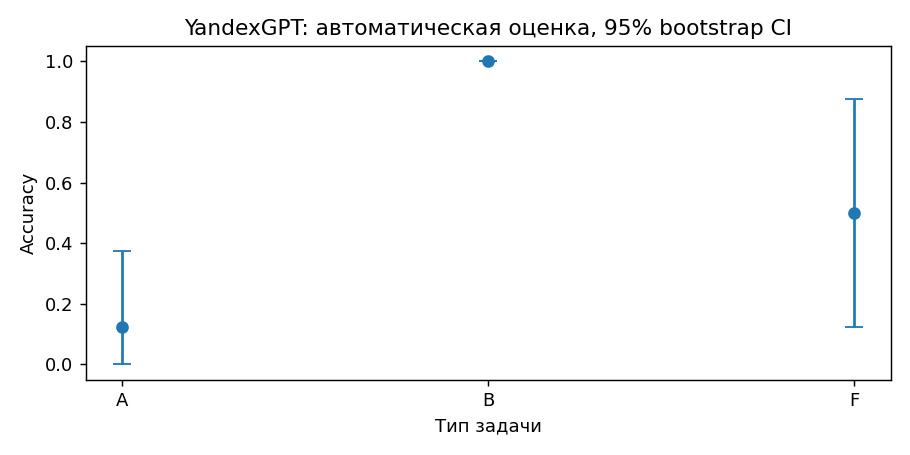 YandexGPT: автоматическая оценка, 95% bootstrap CI
1.0
0.8
0.6
0.4
0.2
0.0
Accuracy
A B F
Тип задачи